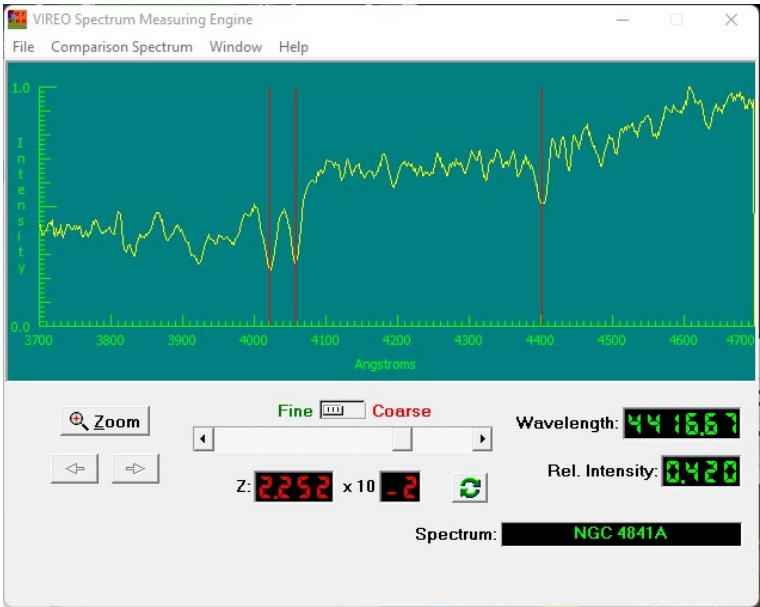 VIREO Spectrum Measuring Engine
File Comparison Spectrum Window Help
1.0
Intensity
0.0
3700 3800 3900 4000 4100 4200 4300 4400 4500 4600 4700
Angstroms
Zoom
Fine Coarse
Wavelength: 4416.67
Z: 2.252 x 10 -2
Rel. Intensity: 0.420
Spectrum: NGC 4841A